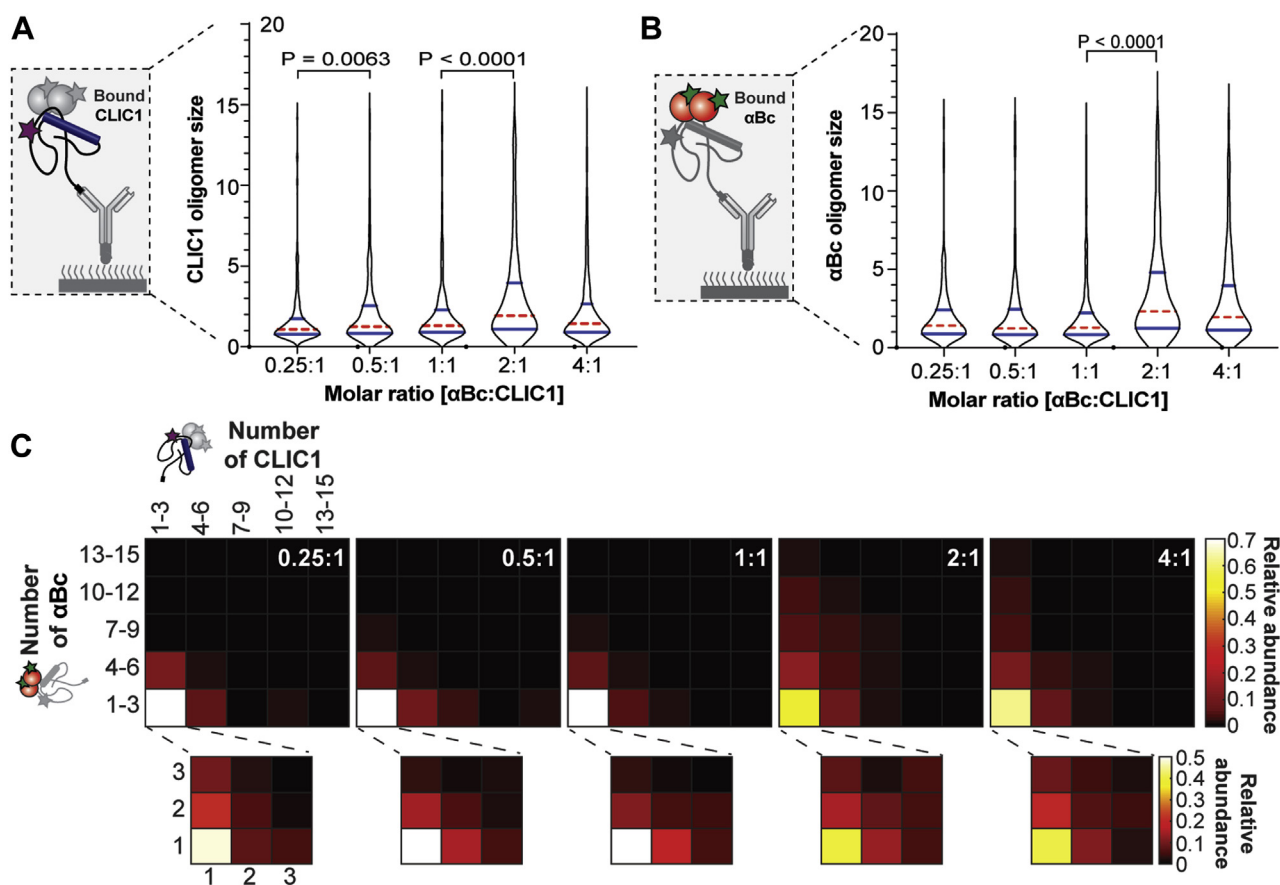 A
Bound
CLIC1
CLIC1 oligomer size
20
15
10
5
0
P = 0.0063
P < 0.0001
0.25:1
0.5:1
1:1
2:1
4:1
Molar ratio [αBc:CLIC1]
B
Bound
αBc
αBc oligomer size
20
15
10
5
0
P < 0.0001
0.25:1
0.5:1
1:1
2:1
4:1
Molar ratio [αBc:CLIC1]
C
Number
of CLIC1
1-3
4-6
7-9
10-12
13-15
Number
of αBc
13-15
10-12
7-9
4-6
1-3
0.25:1
0.5:1
1:1
2:1
4:1
0.7
0.6
0.5
0.4
0.3
0.2
0.1
0
Relative abundance
3
2
1
1
2
3
0.5
0.4
0.3
0.2
0.1
0
Relative
abundance